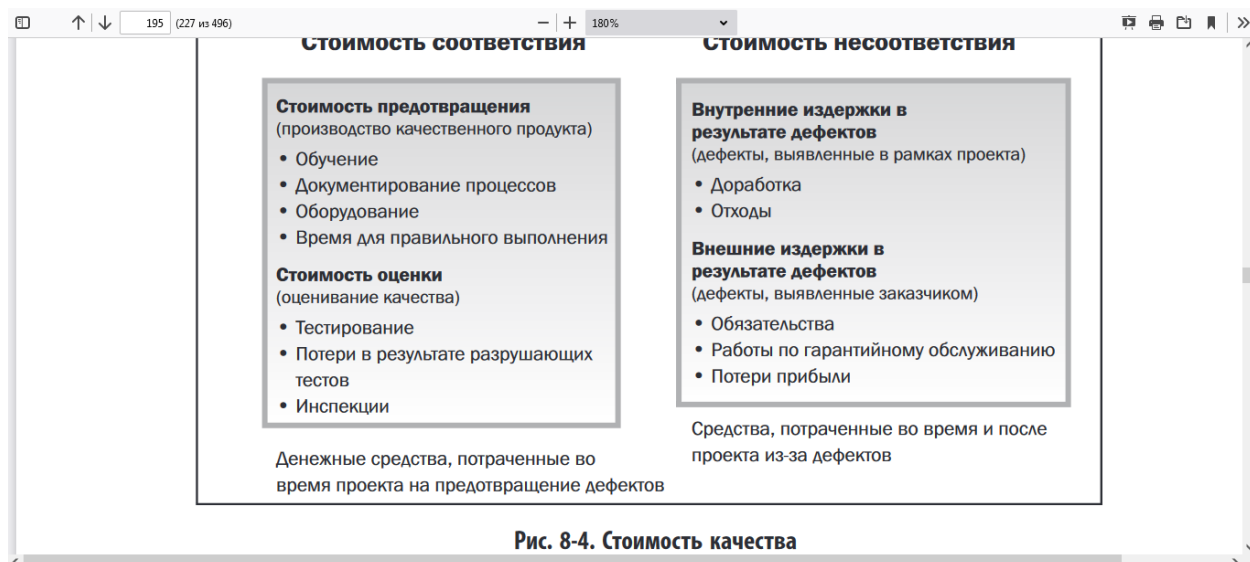 195 (227 из 496)
180%
Стоимость соответствия
Стоимость предотвращения
(производство качественного продукта)
• Обучение
• Документирование процессов
• Оборудование
• Время для правильного выполнения
Стоимость оценки
(оценивание качества)
• Тестирование
• Потери в результате разрушающих
тестов
• Инспекции
Денежные средства, потраченные во
время проекта на предотвращение дефектов
Стоимость несоответствия
Внутренние издержки в
результате дефектов
(дефекты, выявленные в рамках проекта)
• Доработка
• Отходы
Внешние издержки в
результате дефектов
(дефекты, выявленные заказчиком)
• Обязательства
• Работы по гарантийному обслуживанию
• Потери прибыли
Средства, потраченные во время и после
проекта из-за дефектов
Рис. 8-4. Стоимость качества